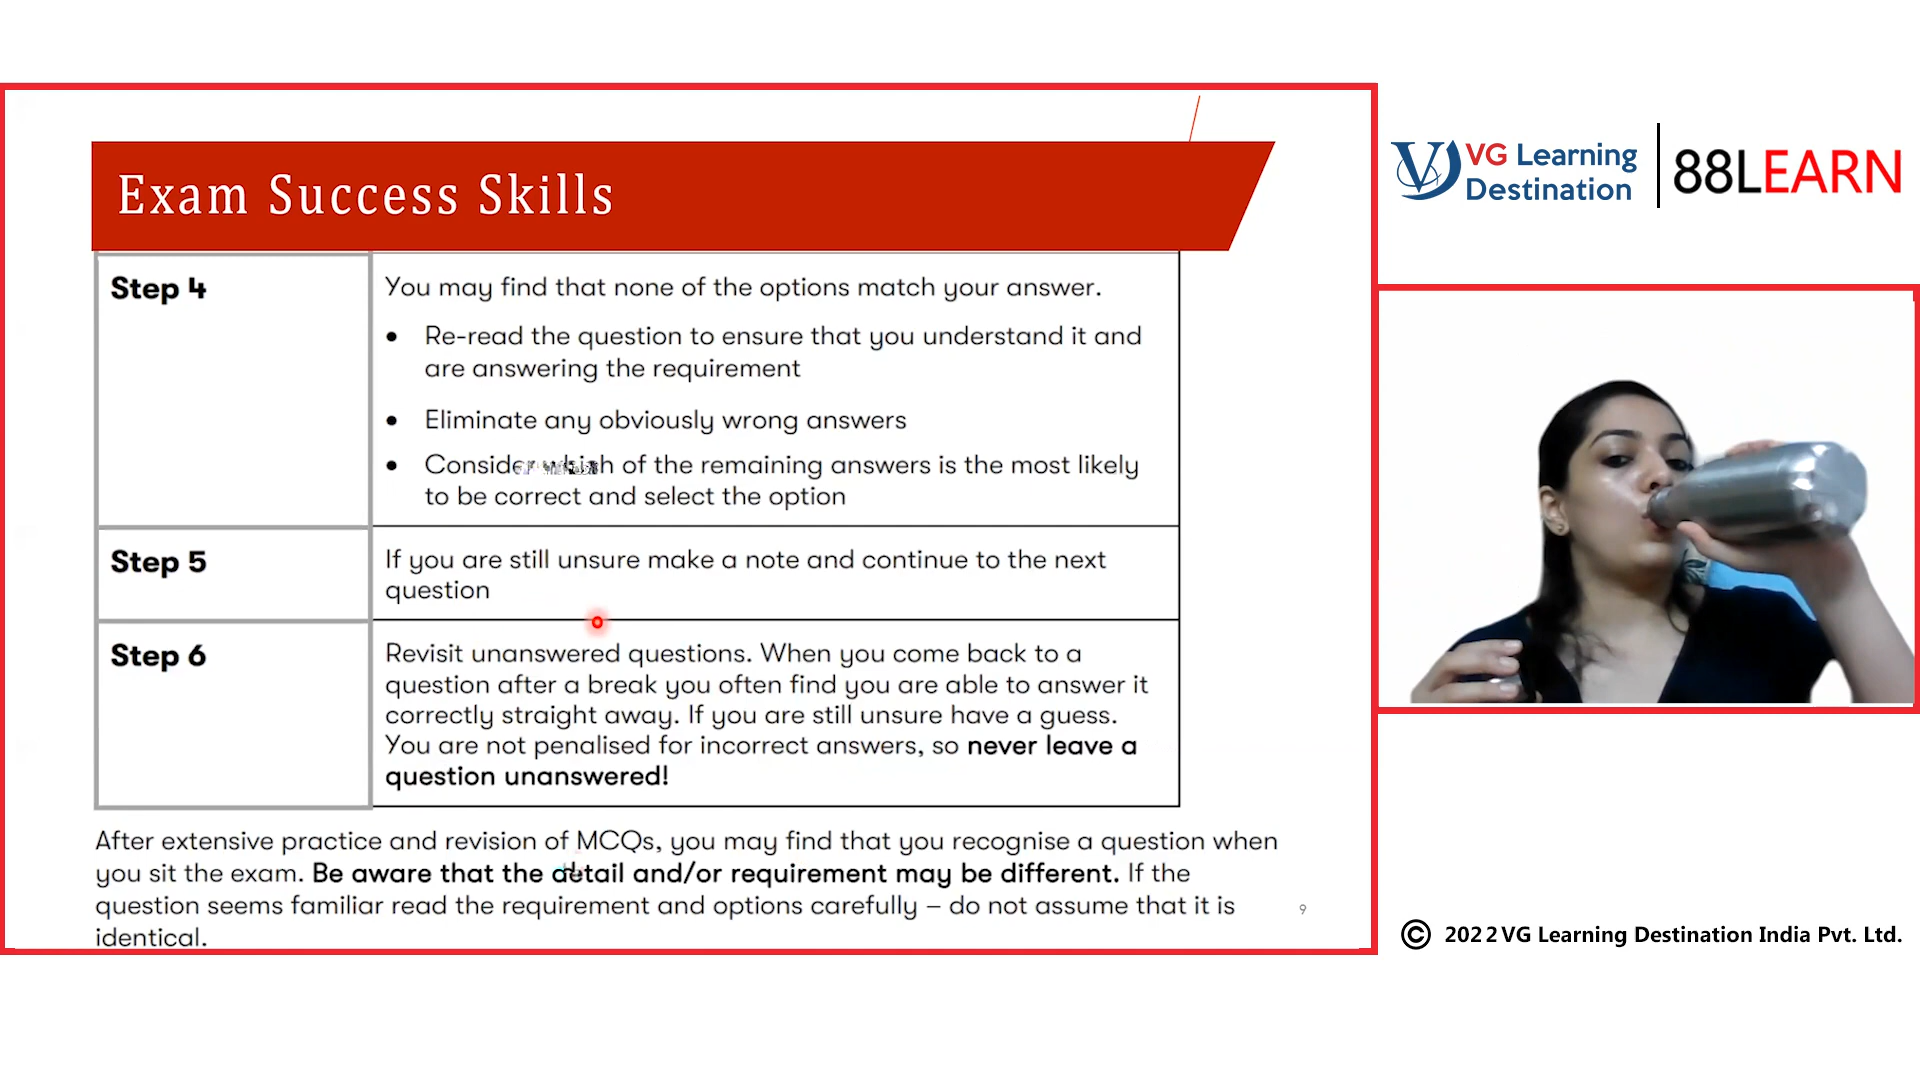 Exam Success Skills
Step 4
You may find that none of the options match your answer.
• Re-read the question to ensure that you understand it and
are answering the requirement
• Eliminate any obviously wrong answers
• Consider which of the remaining answers is the most likely
to be correct and select the option
Step 5
If you are still unsure make a note and continue to the next
question
Step 6
Revisit unanswered questions. When you come back to a
question after a break you often find you are able to answer it
correctly straight away. If you are still unsure have a guess.
You are not penalised for incorrect answers, so never leave a
question unanswered!
After extensive practice and revision of MCQs, you may find that you recognise a question when
you sit the exam. Be aware that the detail and/or requirement may be different. If the
question seems familiar read the requirement and options carefully – do not assume that it is
identical.
9
VG Learning
Destination
88LEARN
© 2022 VG Learning Destination India Pvt. Ltd.